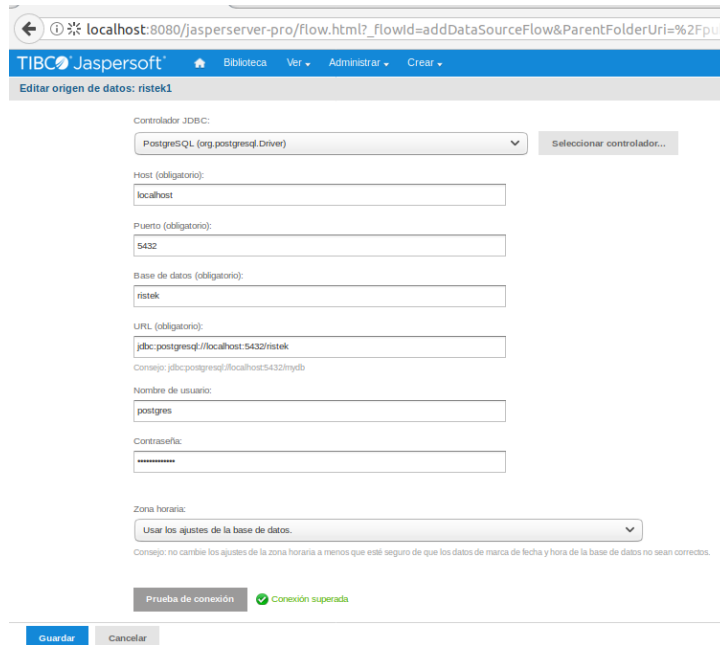 localhost:8080/jasperserver-pro/flow.html?_flowId=addDataSourceFlow&ParentFolderUri=%2Fpu
TIBCO Jaspersoft® Biblioteca Ver Administrar Crear
Editar origen de datos: ristek1
Controlador JDBC:
PostgreSQL (org.postgresql.Driver) Seleccionar controlador...
Host (obligatorio):
localhost
Puerto (obligatorio):
5432
Base de datos (obligatorio):
ristek
URL (obligatorio):
jdbc:postgresql://localhost:5432/ristek
Consejo: jdbc:postgresql://localhost:5432/mydb
Nombre de usuario:
postgres
Contraseña:
•••••••••••••
Zona horaria:
Usar los ajustes de la base de datos.
Consejo: no cambie los ajustes de la zona horaria a menos que esté seguro de que los datos de marca de fecha y hora de la base de datos no sean correctos.
Prueba de conexión Conexión superada
Guardar Cancelar